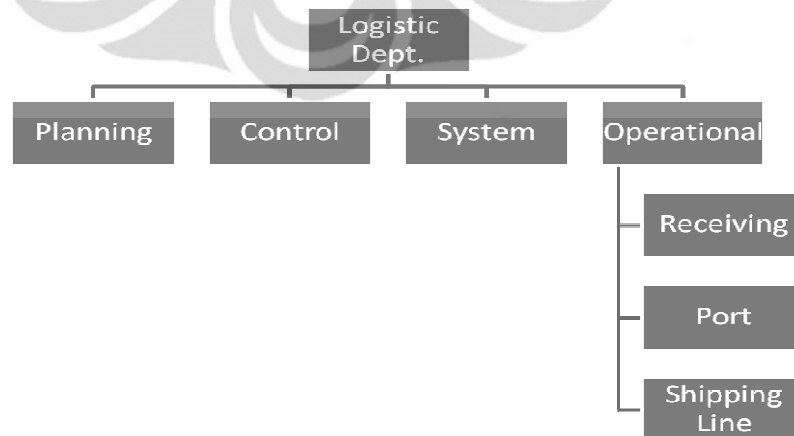 Logistic
Dept.
Planning
Control
System
Operational
Receiving
Port
Shipping
Line